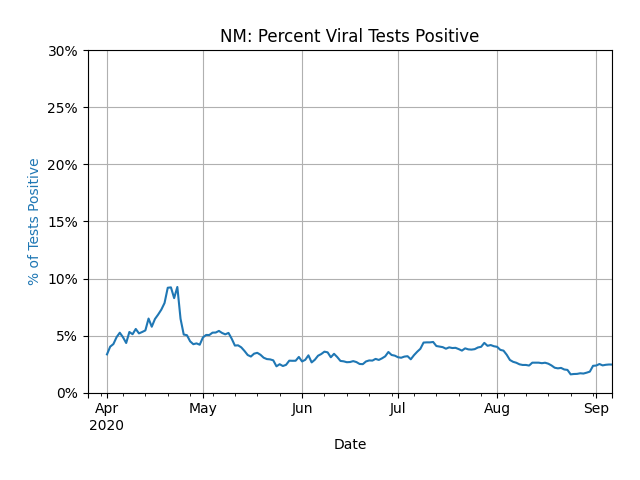 NM: Percent Viral Tests Positive
30%
25%
20%
15%
10%
5%
0%
% of Tests Positive
Apr May Jun Jul Aug Sep
2020
Date